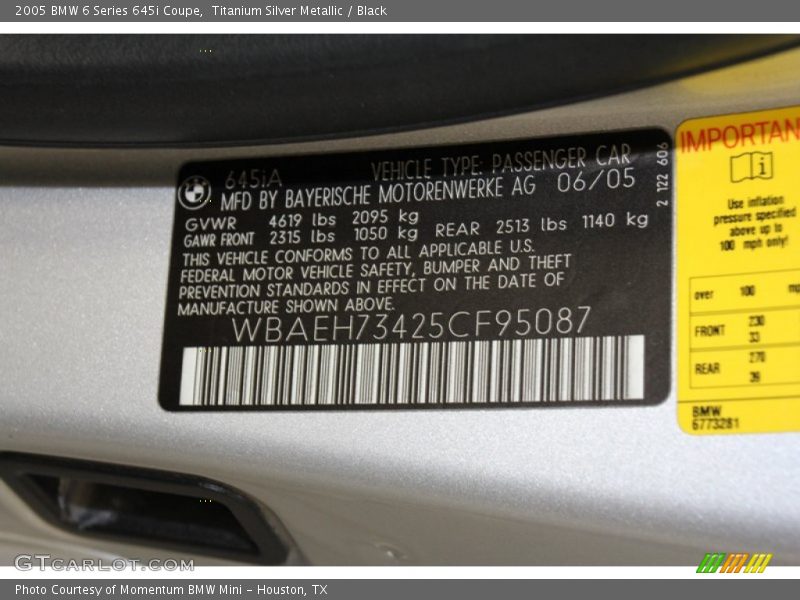 2005 BMW 6 Series 645i Coupe,  Titanium Silver Metallic / Black
645iA
VEHICLE TYPE: PASSENGER CAR
MFD BY BAYERISCHE MOTORENWERKE AG 06/05
GVWR 4619 lbs 2095 kg
GAWR FRONT 2315 lbs 1050 kg REAR 2513 lbs 1140 kg
THIS VEHICLE CONFORMS TO ALL APPLICABLE U.S.
FEDERAL MOTOR VEHICLE SAFETY, BUMPER AND THEFT
PREVENTION STANDARDS IN EFFECT ON THE DATE OF
MANUFACTURE SHOWN ABOVE.
WBAEH73425CF95087
2 122 606
IMPORTAN
i
Use inflation
pressure specified
above up to
100 mph only!
over 100 mp
FRONT 230
33
REAR 270
39
BMW
6773281
GTCARLOT.COM
Photo Courtesy of Momentum BMW Mini - Houston, TX